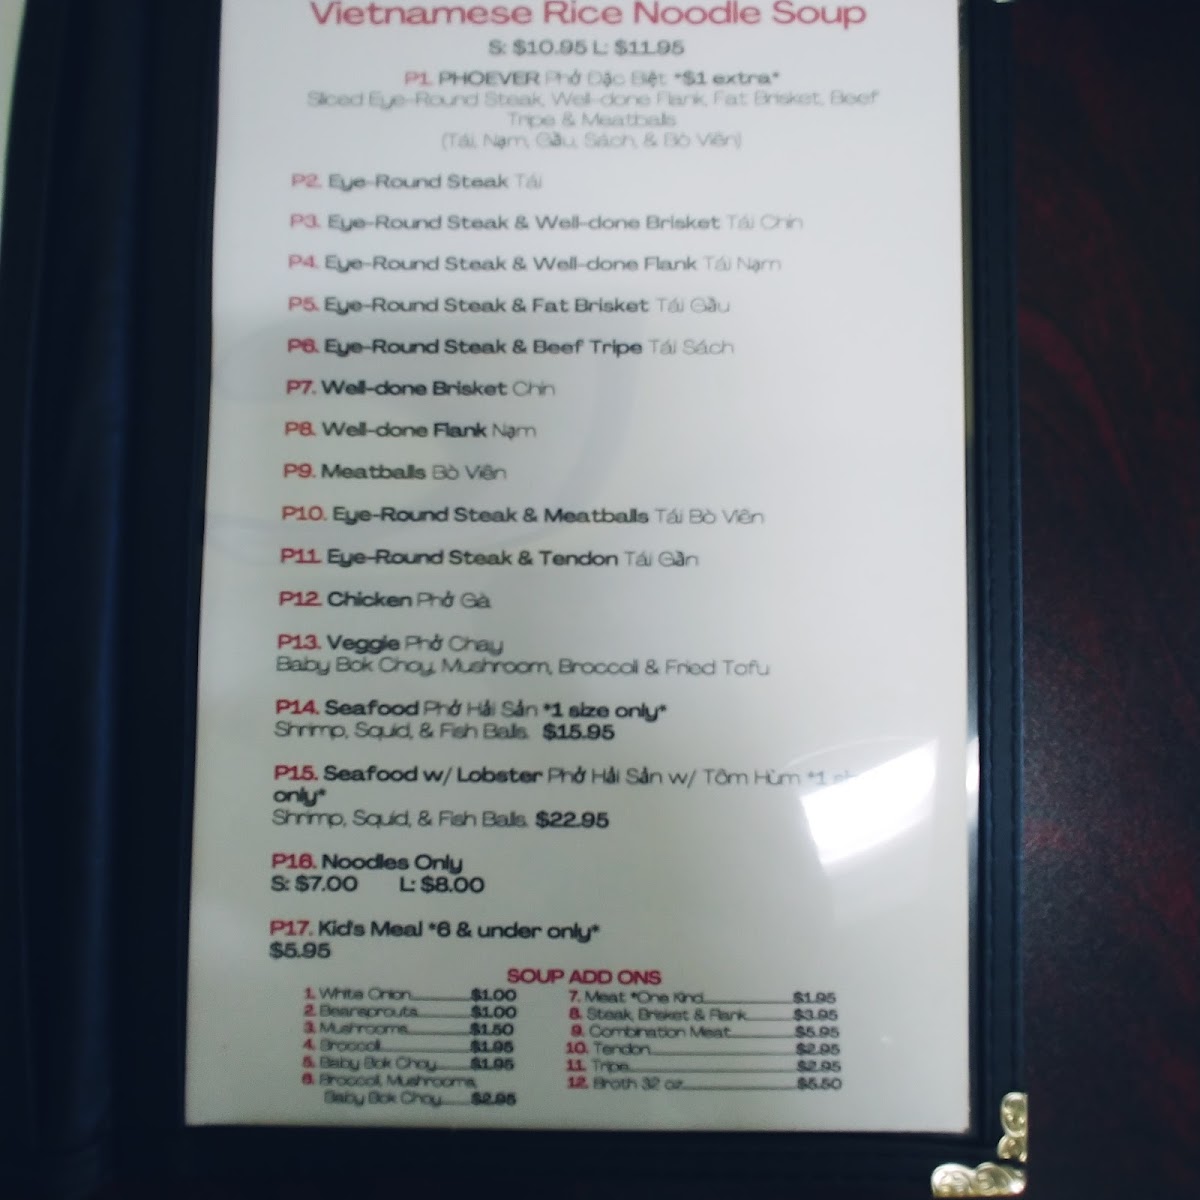 Vietnamese Rice Noodle Soup
S: $10.95 L: $11.95
P1. PHOEVER Phở Đặc Biệt *$1 extra*
Sliced Eye-Round Steak, Well-done Flank, Fat Brisket, Beef
Tripe & Meatballs
(Tái, Nạm, Gầu, Sách, & Bò Viên)
P2. Eye-Round Steak Tái
P3. Eye-Round Steak & Well-done Brisket Tái Chín
P4. Eye-Round Steak & Well-done Flank Tái Nạm
P5. Eye-Round Steak & Fat Brisket Tái Gầu
P6. Eye-Round Steak & Beef Tripe Tái Sách
P7. Well-done Brisket Chín
P8. Well-done Flank Nạm
P9. Meatballs Bò Viên
P10. Eye-Round Steak & Meatballs Tái Bò Viên
P11. Eye-Round Steak & Tendon Tái Gân
P12. Chicken Phở Gà
P13. Veggie Phở Chay
Baby Bok Choy, Mushroom, Broccoli & Fried Tofu
P14. Seafood Phở Hải Sản *1 size only*
Shrimp, Squid, & Fish Balls. $15.95
P15. Seafood w/ Lobster Phở Hải Sản w/ Tôm Hùm *1
only*
Shrimp, Squid, & Fish Balls. $22.95
P16. Noodles Only
S: $7.00 L: $8.00
P17. Kid's Meal *6 & under only*
$5.95
SOUP ADD ONS
1. White Onion $1.00
2. Beansprouts $1.00
3. Mushrooms $1.50
4. Broccoli $1.95
5. Baby Bok Choy $1.95
6. Broccoli, Mushrooms,
Baby Bok Choy $2.95
7. Meat *One Kind $1.95
8. Steak, Brisket & Flank $3.95
9. Combination Meat $5.95
10. Tendon $2.95
11. Tripe $2.95
12. Broth 32 oz $5.50